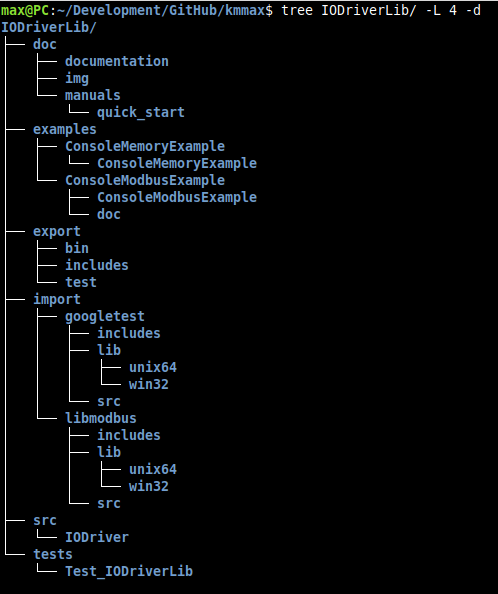 max@PC:~/Development/GitHub/kmmax$ tree IODriverLib/ -L 4 -d
IODriverLib/
├── doc
│   ├── documentation
│   ├── img
│   └── manuals
│       └── quick_start
├── examples
│   ├── ConsoleMemoryExample
│   │   └── ConsoleMemoryExample
│   └── ConsoleModbusExample
│       ├── ConsoleModbusExample
│       └── doc
├── export
│   ├── bin
│   ├── includes
│   └── test
├── import
│   ├── googletest
│   │   ├── includes
│   │   ├── lib
│   │   │   ├── unix64
│   │   │   └── win32
│   │   └── src
│   └── libmodbus
│       ├── includes
│       ├── lib
│       │   ├── unix64
│       │   └── win32
│       └── src
├── src
│   └── IODriver
└── tests
    └── Test_IODriverLib